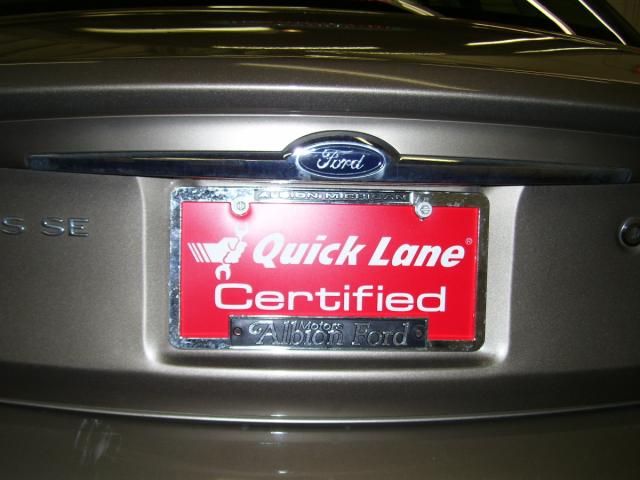 Ford
ALBION MICHIGAN
S SE
Quick Lane®
Certified
Motors
Albion Ford